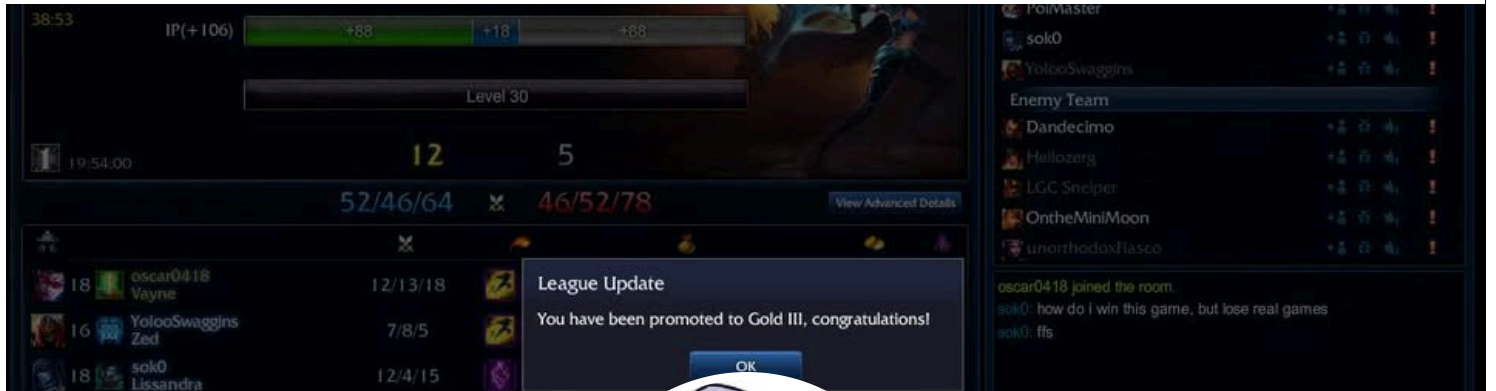 38:53
IP(+106)
+88
+18
+88
Level 30
19:54:00
12
5
52/46/64
46/52/78
View Advanced Details
18
oscar0418
Vayne
12/13/18
16
YolooSwaggins
Zed
7/8/5
18
sok0
Lissandra
12/4/15
League Update
You have been promoted to Gold III, congratulations!
OK
PolMaster
sok0
YolooSwaggins
Enemy Team
Dandecimo
Hellozerg
LGC Sneiper
OntheMiniMoon
unorthodoxfiasco
oscar0418 joined the room.
sok0: how do i win this game, but lose real games
sok0: ffs